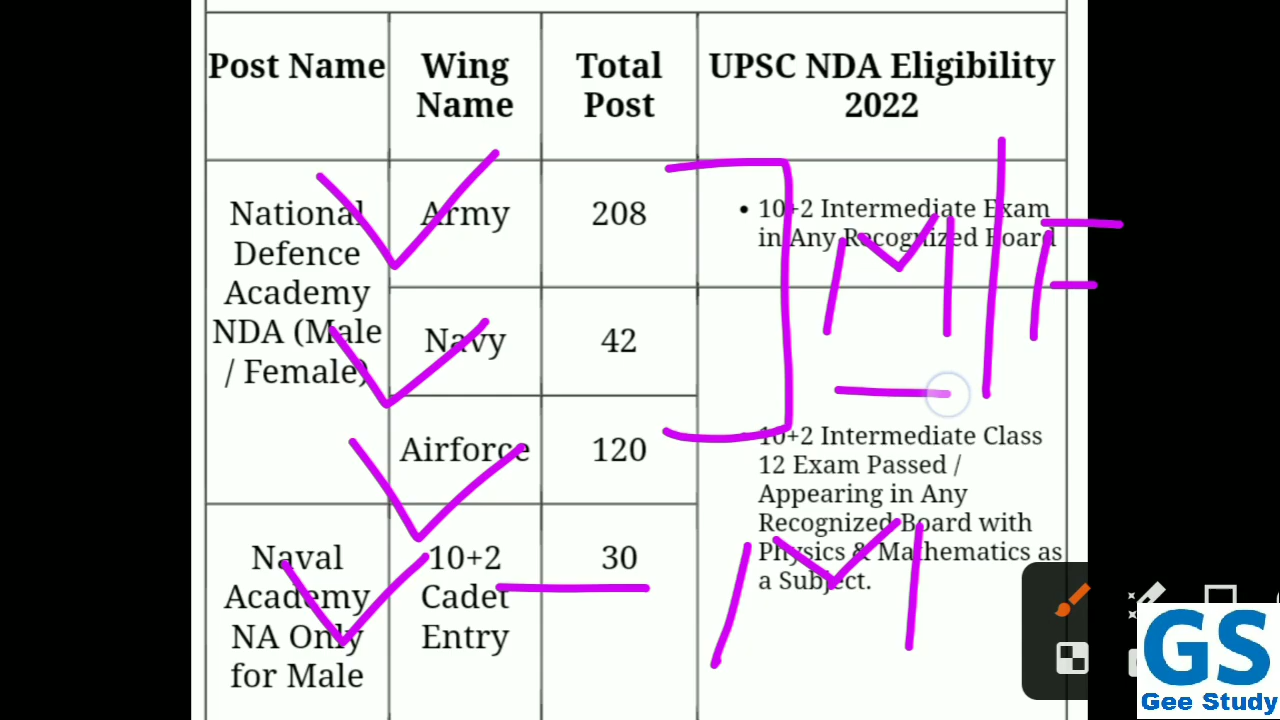 Post Name
Wing
Name
Total
Post
UPSC NDA Eligibility
2022
National
Defence
Academy
NDA (Male
/ Female)
Army
208
• 10+2 Intermediate Exam
in Any Recognized Board
Navy
42
Airforce
120
10+2 Intermediate Class
12 Exam Passed /
Appearing in Any
Recognized Board with
Physics & Mathematics as
a Subject.
Naval
Academy
NA Only
for Male
10+2
Cadet
Entry
30
M/F
M
GS
Gee Study